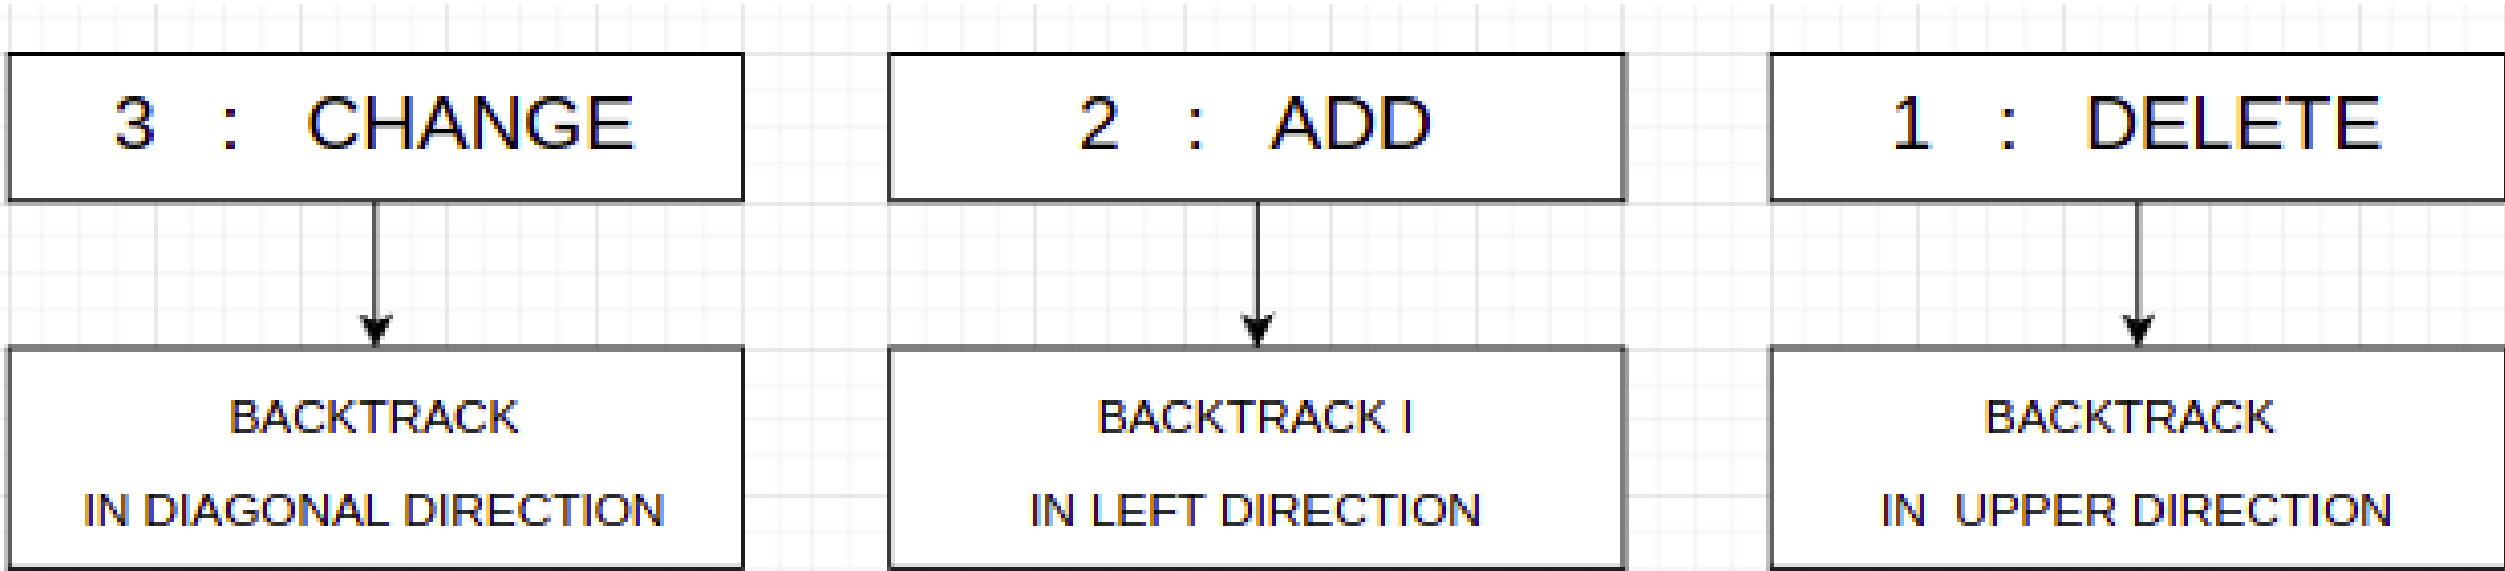 3 : CHANGE
2 : ADD
1 : DELETE
BACKTRACK
IN DIAGONAL DIRECTION
BACKTRACK I
IN LEFT DIRECTION
BACKTRACK
IN UPPER DIRECTION